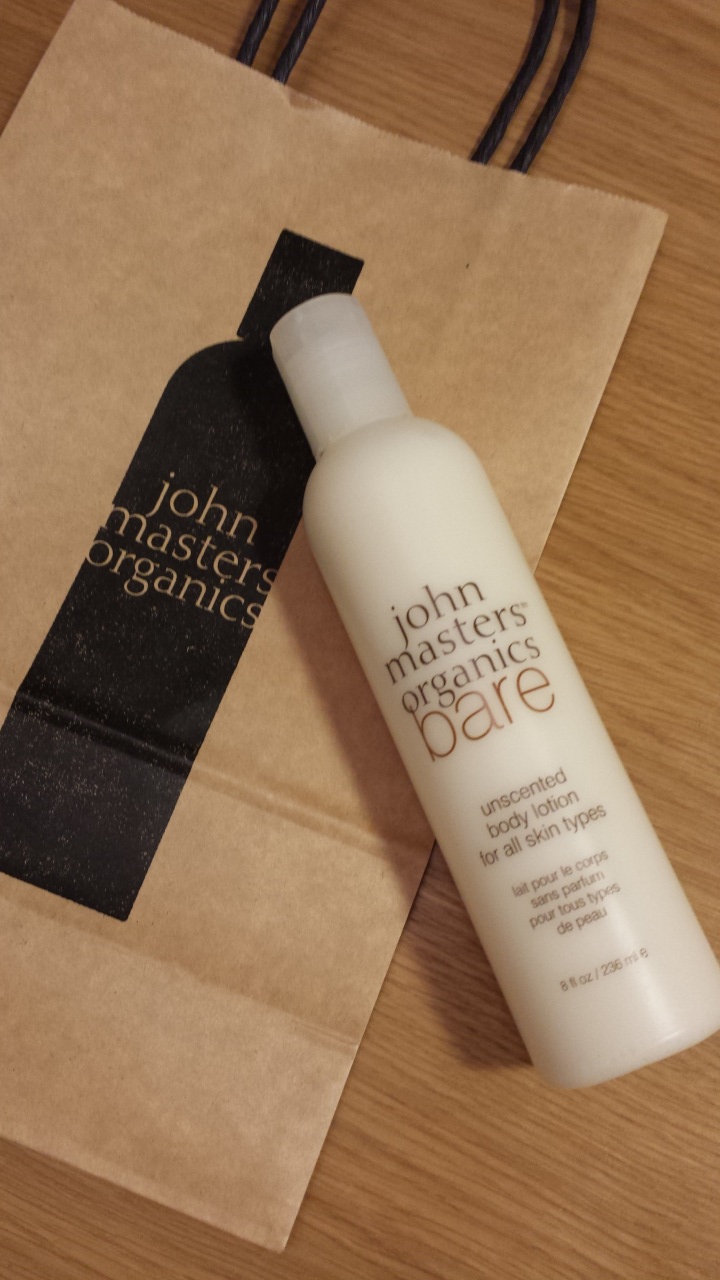 john
masters
organics
john
masters™
organics
bare
unscented
body lotion
for all skin types
lait pour le corps
sans parfum
pour tous types
de peau
8 fl oz / 236 ml e